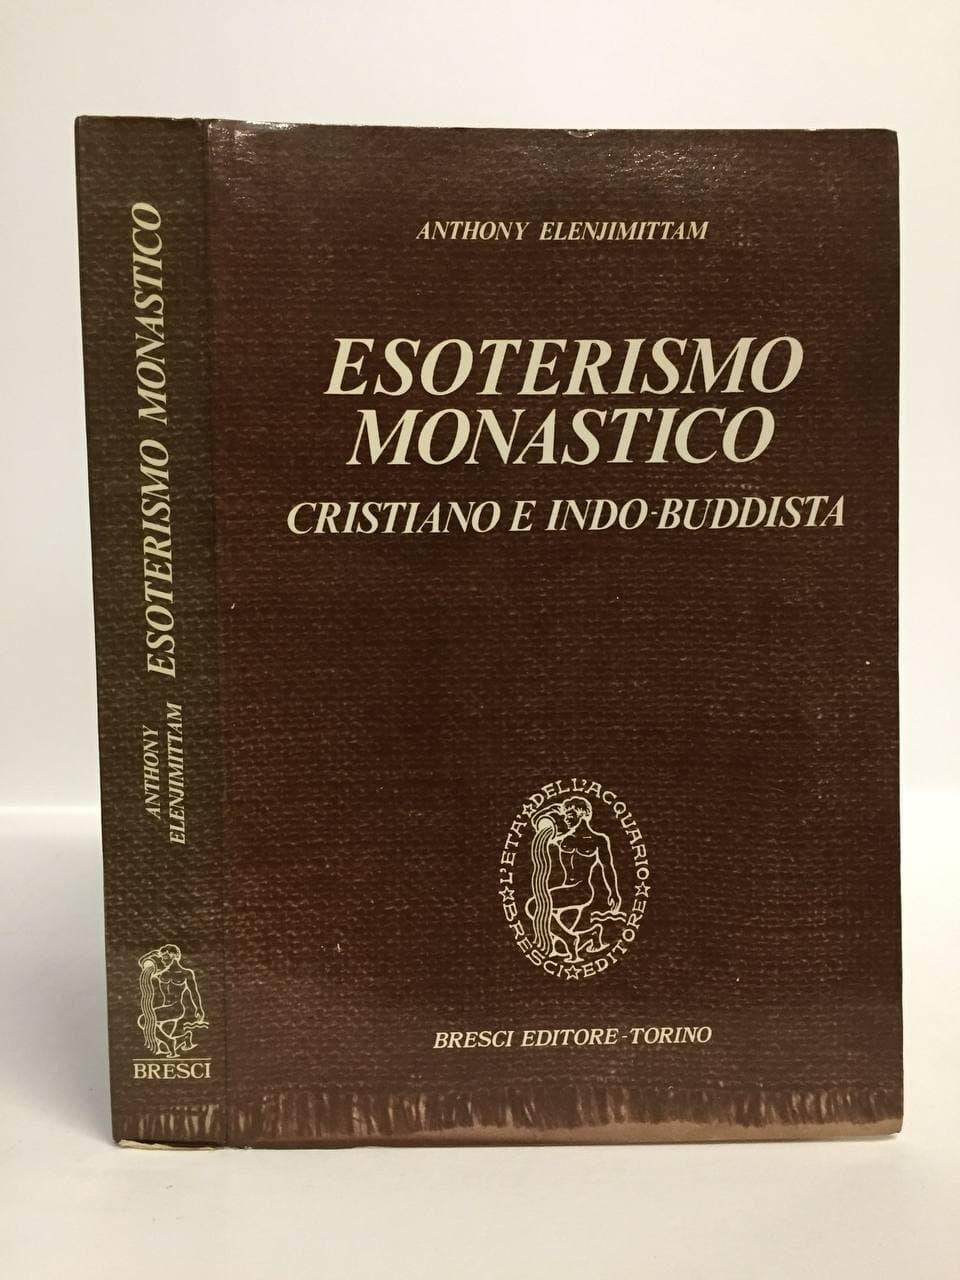 ANTHONY ELENJIMITTAM
ESOTERISMO
MONASTICO
CRISTIANO E INDO-BUDDISTA
L'ETÀ☆DELL'ACQUARIO
☆BRESCI☆EDITORE☆
BRESCI EDITORE-TORINO
ANTHONY
ELENJIMITTAM
ESOTERISMO MONASTICO
BRESCI